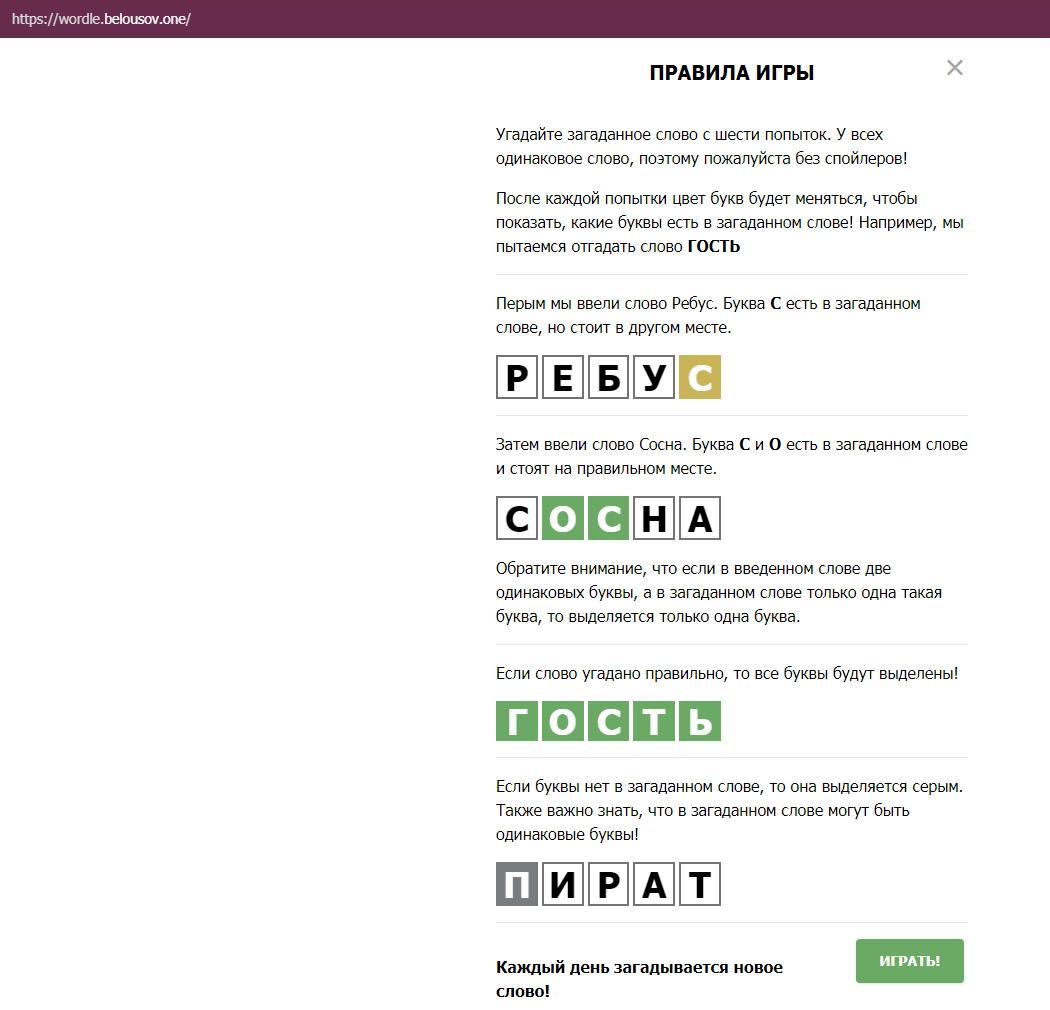 https://wordle.belousov.one/
ПРАВИЛА ИГРЫ
Угадайте загаданное слово с шести попыток. У всех
одинаковое слово, поэтому пожалуйста без спойлеров!
После каждой попытки цвет букв будет меняться, чтобы
показать, какие буквы есть в загаданном слове! Например, мы
пытаемся отгадать слово ГОСТЬ
Перым мы ввели слово Ребус. Буква С есть в загаданном
слове, но стоит в другом месте.
РЕБУС
Затем ввели слово Сосна. Буква С и О есть в загаданном слове
и стоят на правильном месте.
СОСНА
Обратите внимание, что если в введенном слове две
одинаковых буквы, а в загаданном слове только одна такая
буква, то выделяется только одна буква.
Если слово угадано правильно, то все буквы будут выделены!
ГОСТЬ
Если буквы нет в загаданном слове, то она выделяется серым.
Также важно знать, что в загаданном слове могут быть
одинаковые буквы!
ПИРАТ
Каждый день загадывается новое
слово!
ИГРАТЬ!